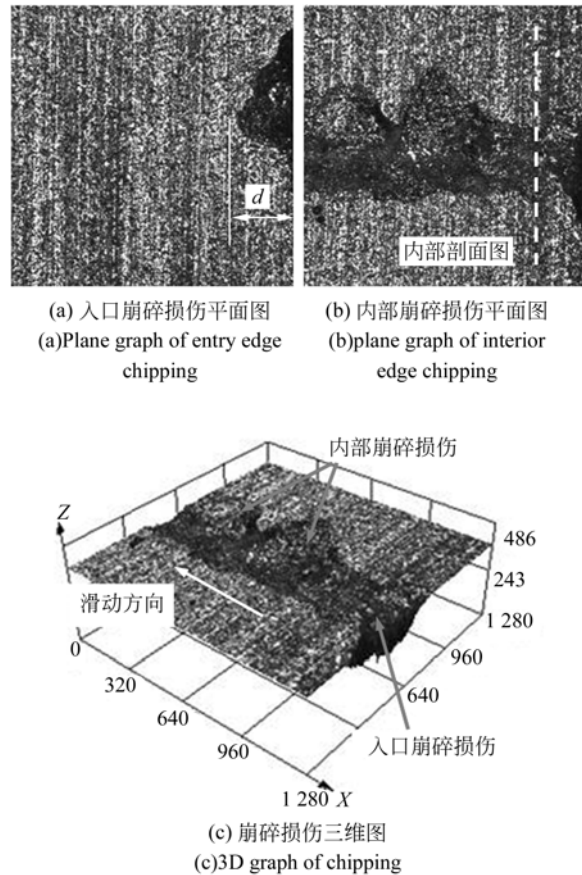 d
内部剖面图
(a) 入口崩碎损伤平面图
(a)Plane graph of entry edge
chipping
(b) 内部崩碎损伤平面图
(b)plane graph of interior
edge chipping
内部崩碎损伤
Z
486
243
1 280
滑动方向
0
960
320
640
640
960
入口崩碎损伤
1 280
X
(c) 崩碎损伤三维图
(c)3D graph of chipping